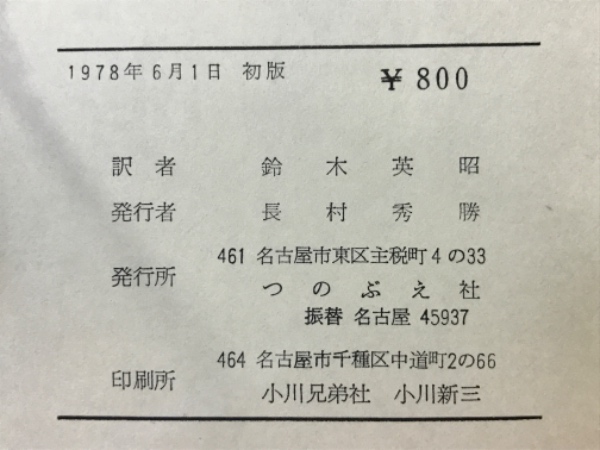 1978年6月1日 初版 ¥800
訳者 鈴木英昭
発行者 長村秀勝
461 名古屋市東区主税町4の33
発行所 つのぶえ社
振替 名古屋 45937
464 名古屋市千種区中道町2の66
印刷所 小川兄弟社 小川新三